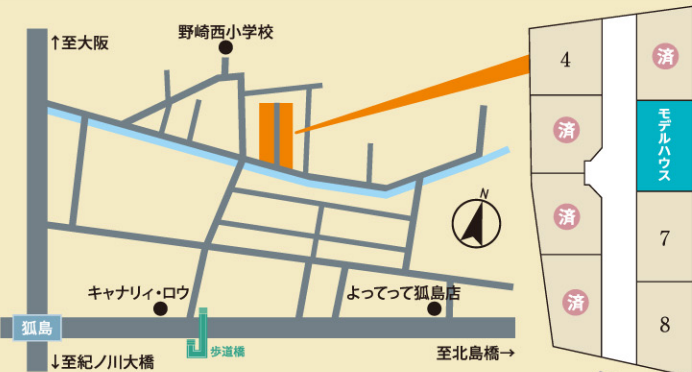 ↑至大阪
野崎西小学校
N
キャナリィ・ロウ
よってって狐島店
狐島
歩道橋
↓至紀ノ川大橋
至北島橋→
4
済
済
モデルハウス
済
7
済
8